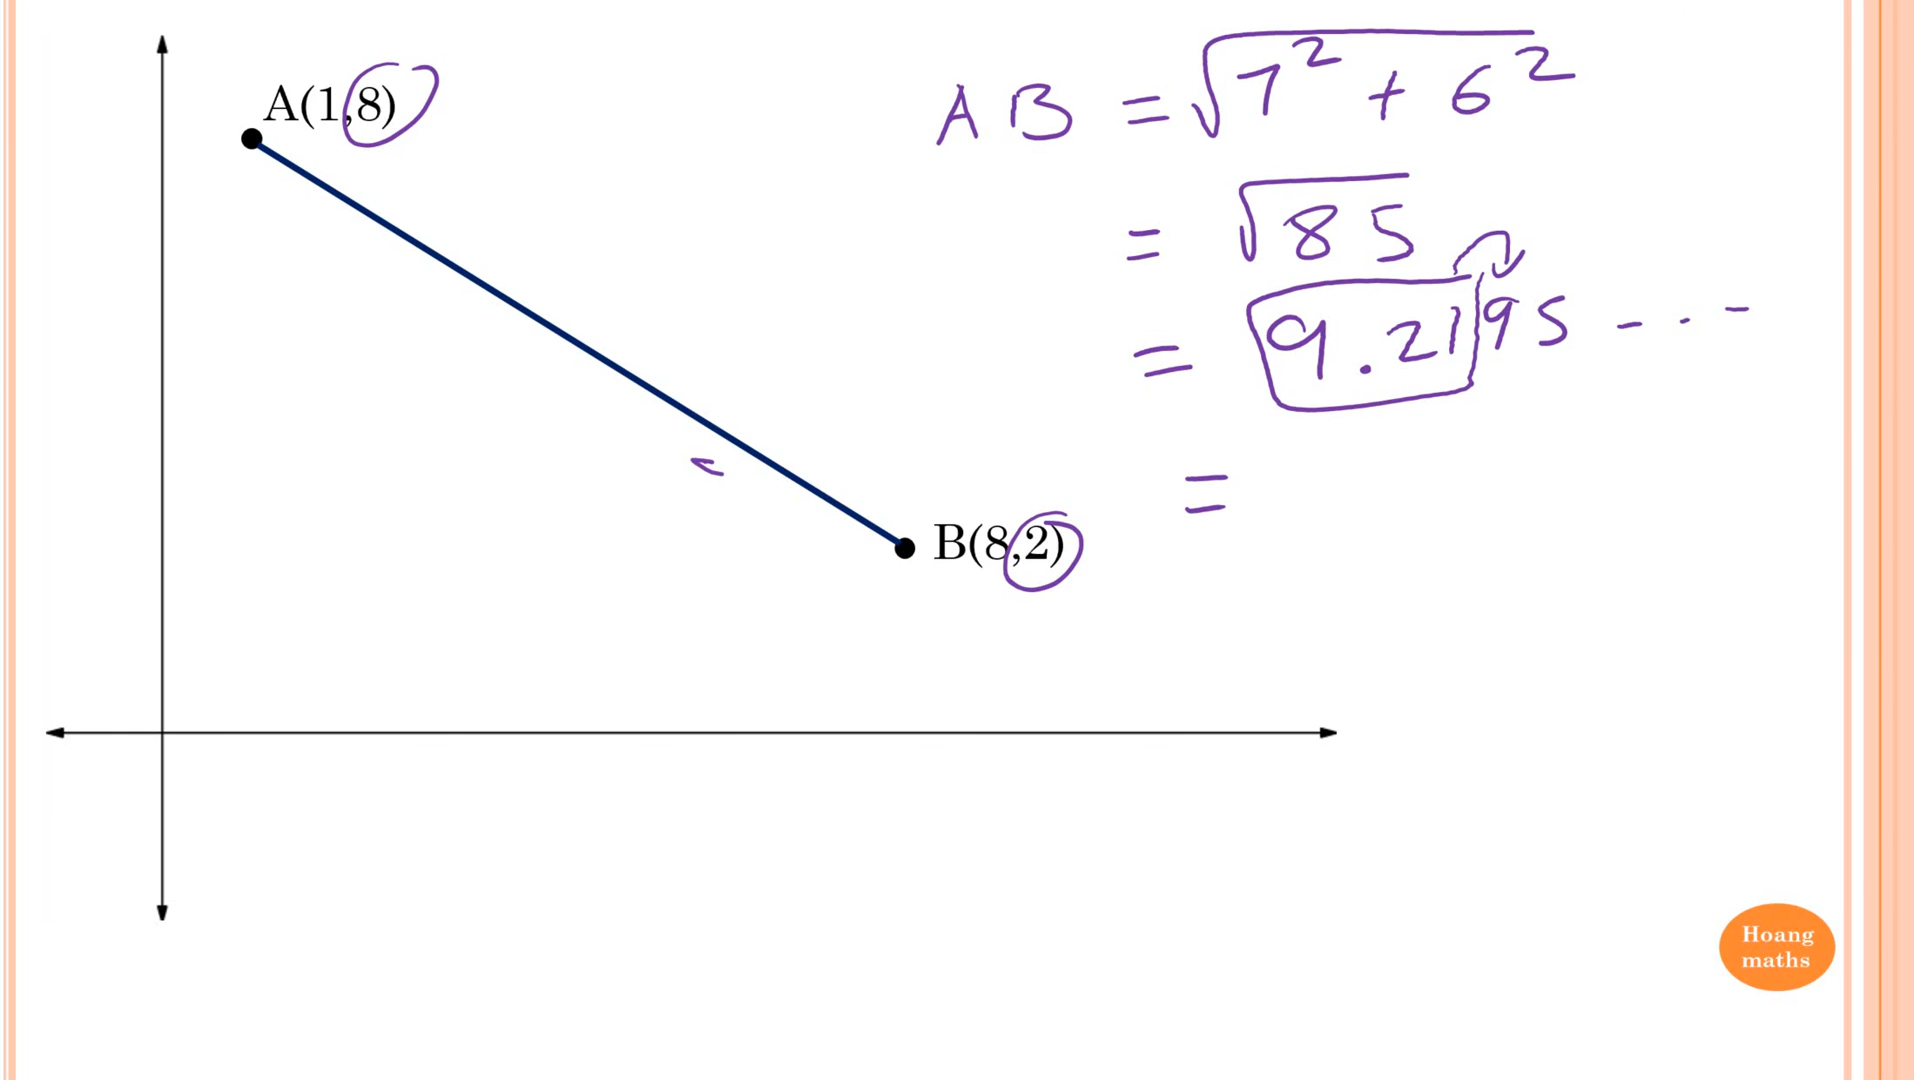 A(1,8)
AB = √7² + 6²
= √85
= 9.2195 - - -
=
B(8,2)
Hoang
maths